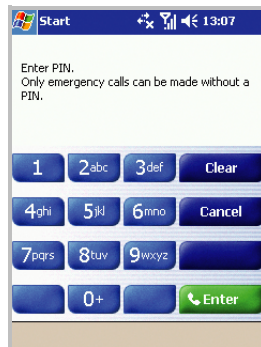 Start 13:07
Enter PIN.
Only emergency calls can be made without a
PIN.
1 2abc 3def Clear
4ghi 5jkl 6mno Cancel
7pqrs 8tuv 9wxyz
0+ Enter